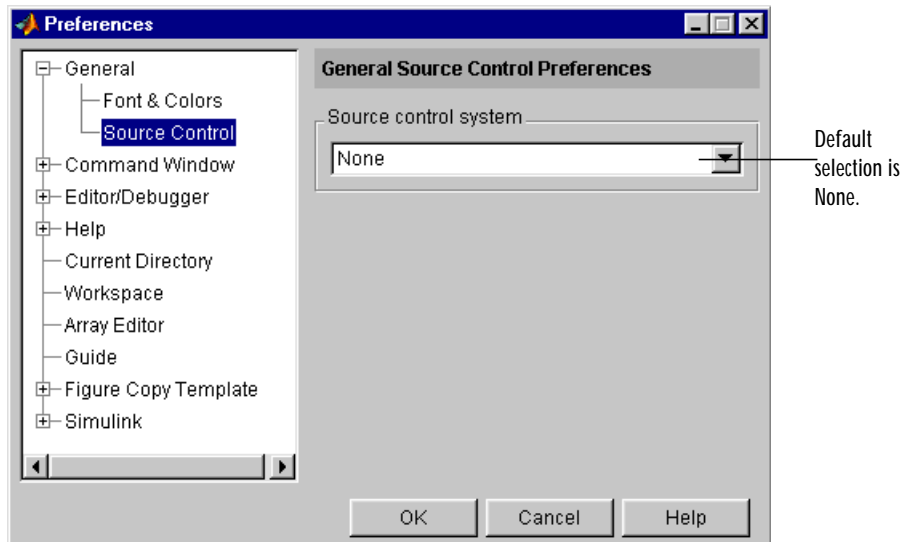 Preferences
General
Font & Colors
Source Control
Command Window
Editor/Debugger
Help
Current Directory
Workspace
Array Editor
Guide
Figure Copy Template
Simulink
General Source Control Preferences
Source control system
None
Default
selection is
None.
OK
Cancel
Help